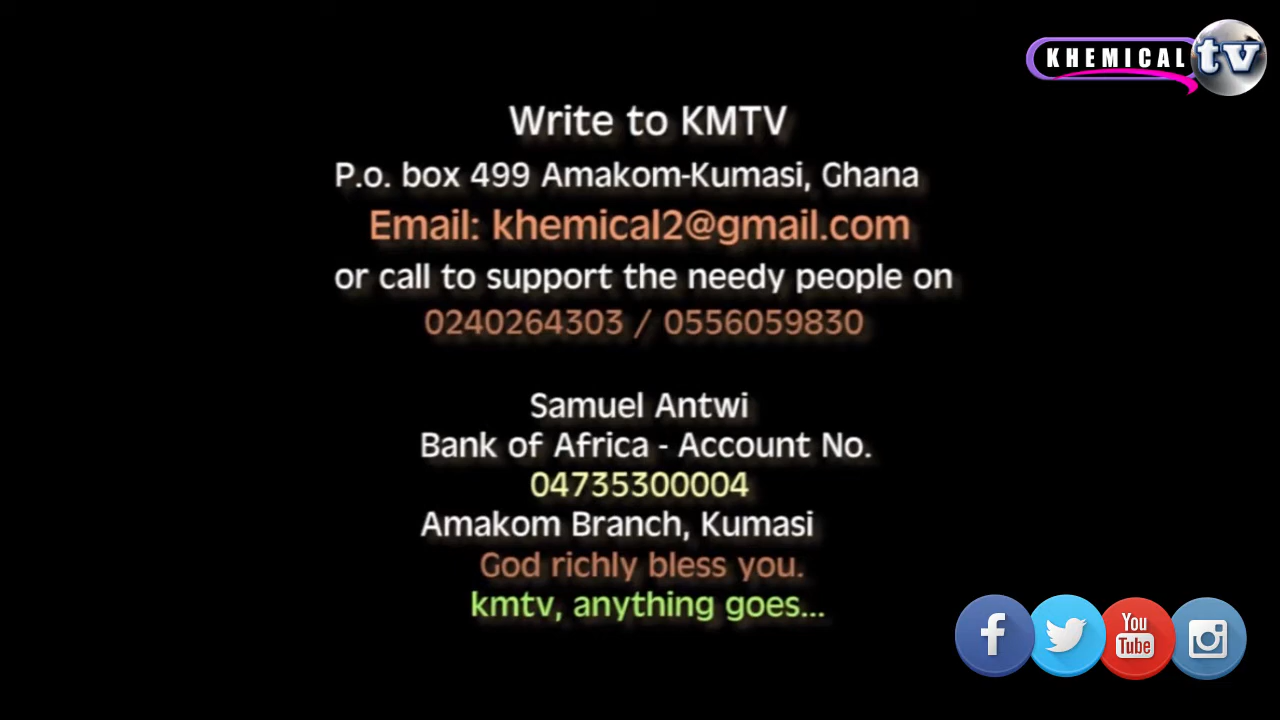 KHEMICAL tv
Write to KMTV
P.o. box 499 Amakom-Kumasi, Ghana
Email: khemical2@gmail.com
or call to support the needy people on
0240264303 / 0556059830
Samuel Antwi
Bank of Africa - Account No.
04735300004
Amakom Branch, Kumasi
God richly bless you.
kmtv, anything goes...
f
You
Tube